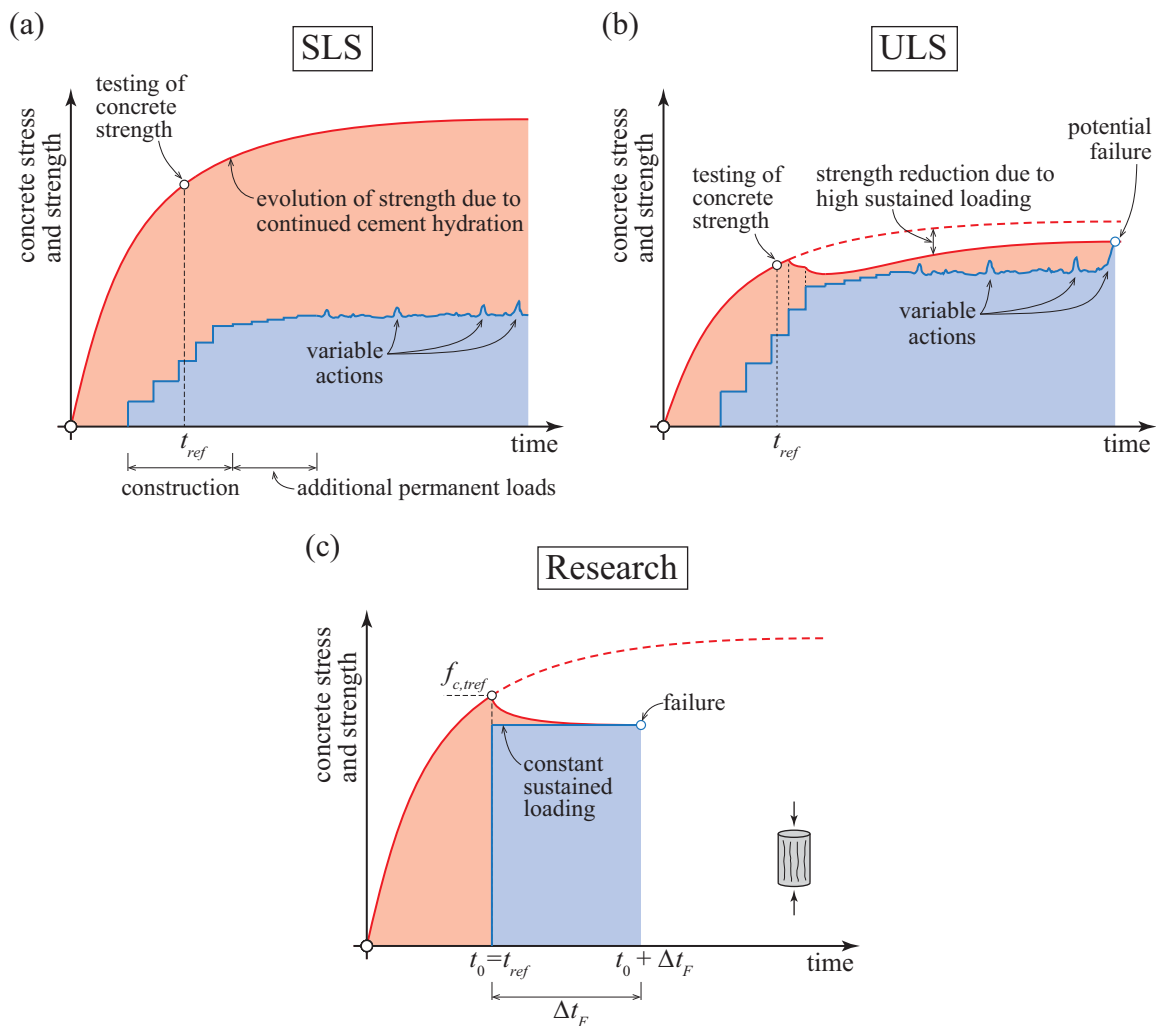 (a)
SLS
concrete stress
and strength
testing of
concrete
strength
evolution of strength due to
continued cement hydration
variable
actions
t_ref
time
construction
additional permanent loads
(b)
ULS
concrete stress
and strength
testing of
concrete
strength
strength reduction due to
high sustained loading
potential
failure
variable
actions
t_ref
time
(c)
Research
concrete stress
and strength
f_c,tref
failure
constant
sustained
loading
t_0=t_ref
t_0 + Δt_F
time
Δt_F